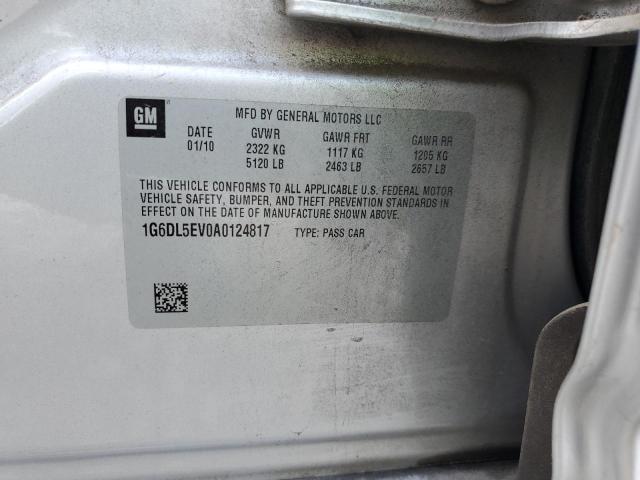 GM
MFD BY GENERAL MOTORS LLC
DATE GVWR GAWR FRT GAWR RR
01/10 2322 KG 1117 KG 1205 KG
5120 LB 2463 LB 2657 LB
THIS VEHICLE CONFORMS TO ALL APPLICABLE U.S. FEDERAL MOTOR
VEHICLE SAFETY, BUMPER, AND THEFT PREVENTION STANDARDS IN
EFFECT ON THE DATE OF MANUFACTURE SHOWN ABOVE.
1G6DL5EV0A0124817 TYPE: PASS CAR